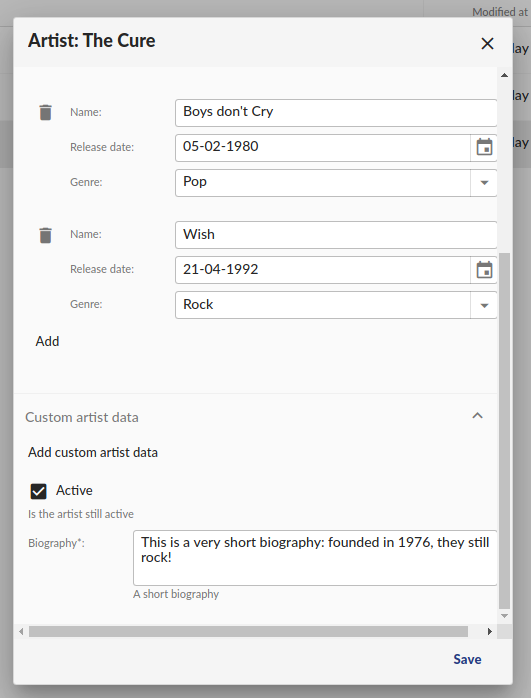 Modified at
Artist: The Cure
lay
lay
Name: Boys don't Cry
lay
Release date: 05-02-1980
Genre: Pop
Name: Wish
Release date: 21-04-1992
Genre: Rock
Add
Custom artist data
Add custom artist data
Active
Is the artist still active
Biography*: This is a very short biography: founded in 1976, they still
rock!
A short biography
Save